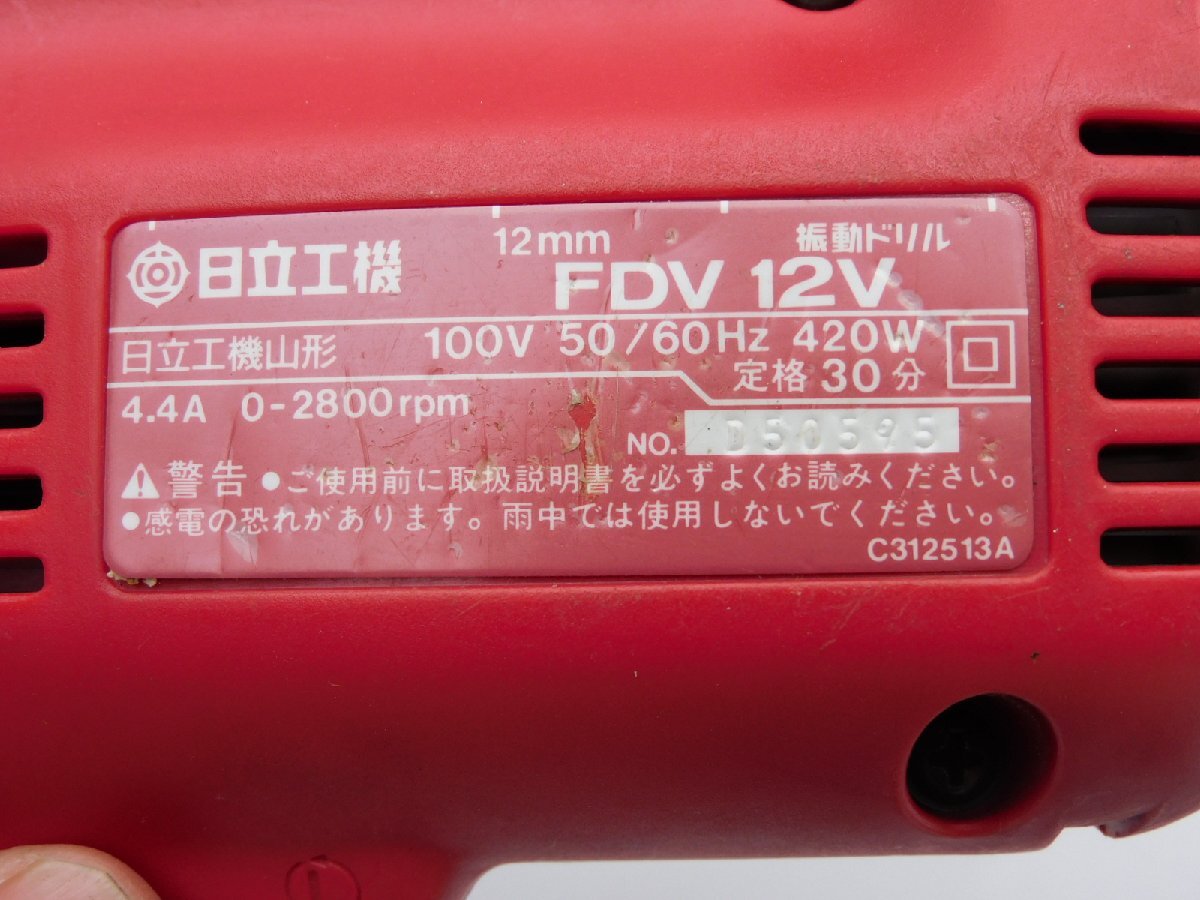 日立工機 12mm 振動ドリル
FDV 12V
日立工機山形 100V 50/60Hz 420W
定格30分
4.4A 0-2800rpm
NO. D50595
⚠警告 ●ご使用前に取扱説明書を必ずよくお読みください。
●感電の恐れがあります。雨中では使用しないでください。
C312513A